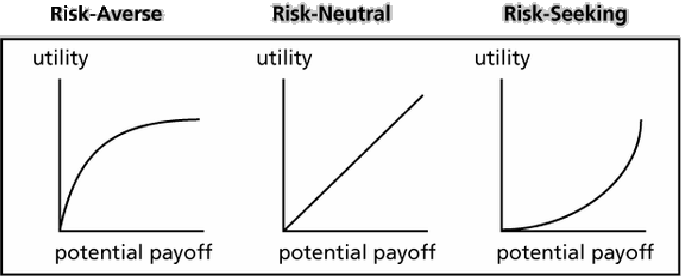 Risk-Averse
Risk-Neutral
Risk-Seeking
utility
utility
utility
potential payoff
potential payoff
potential payoff